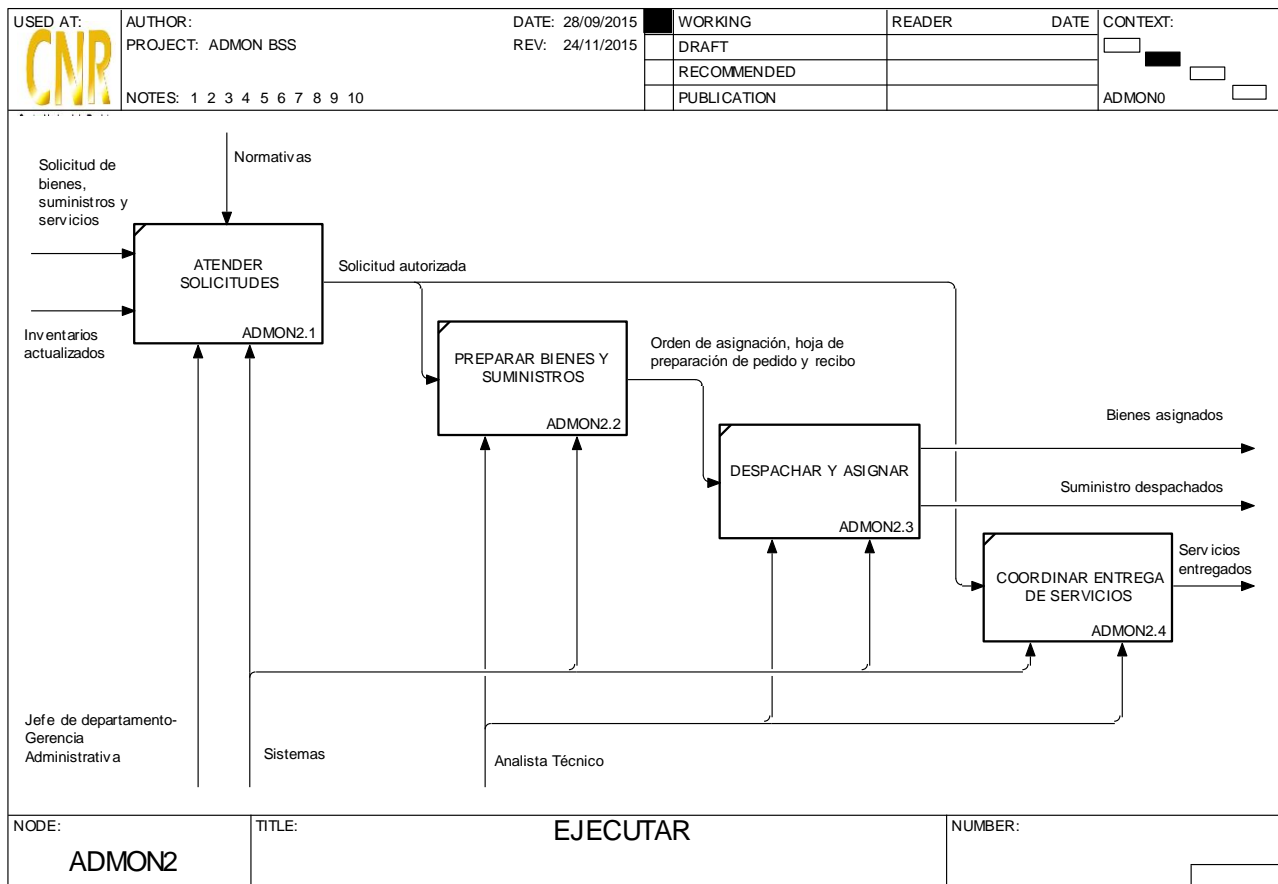 USED AT:
CNR
AUTHOR:
DATE: 28/09/2015
PROJECT: ADMON BSS
REV: 24/11/2015
NOTES: 1 2 3 4 5 6 7 8 9 10
WORKING
DRAFT
RECOMMENDED
PUBLICATION
READER
DATE
CONTEXT:
ADMON0
Solicitud de
bienes,
suministros y
servicios
Normativas
ATENDER
SOLICITUDES
ADMON2.1
Inventarios
actualizados
Solicitud autorizada
PREPARAR BIENES Y
SUMINISTROS
ADMON2.2
Orden de asignación, hoja de
preparación de pedido y recibo
DESPACHAR Y ASIGNAR
ADMON2.3
Bienes asignados
Suministro despachados
COORDINAR ENTREGA
DE SERVICIOS
ADMON2.4
Servicios
entregados
Jefe de departamento-
Gerencia
Administrativa
Sistemas
Analista Técnico
NODE:
ADMON2
TITLE:
EJECUTAR
NUMBER: